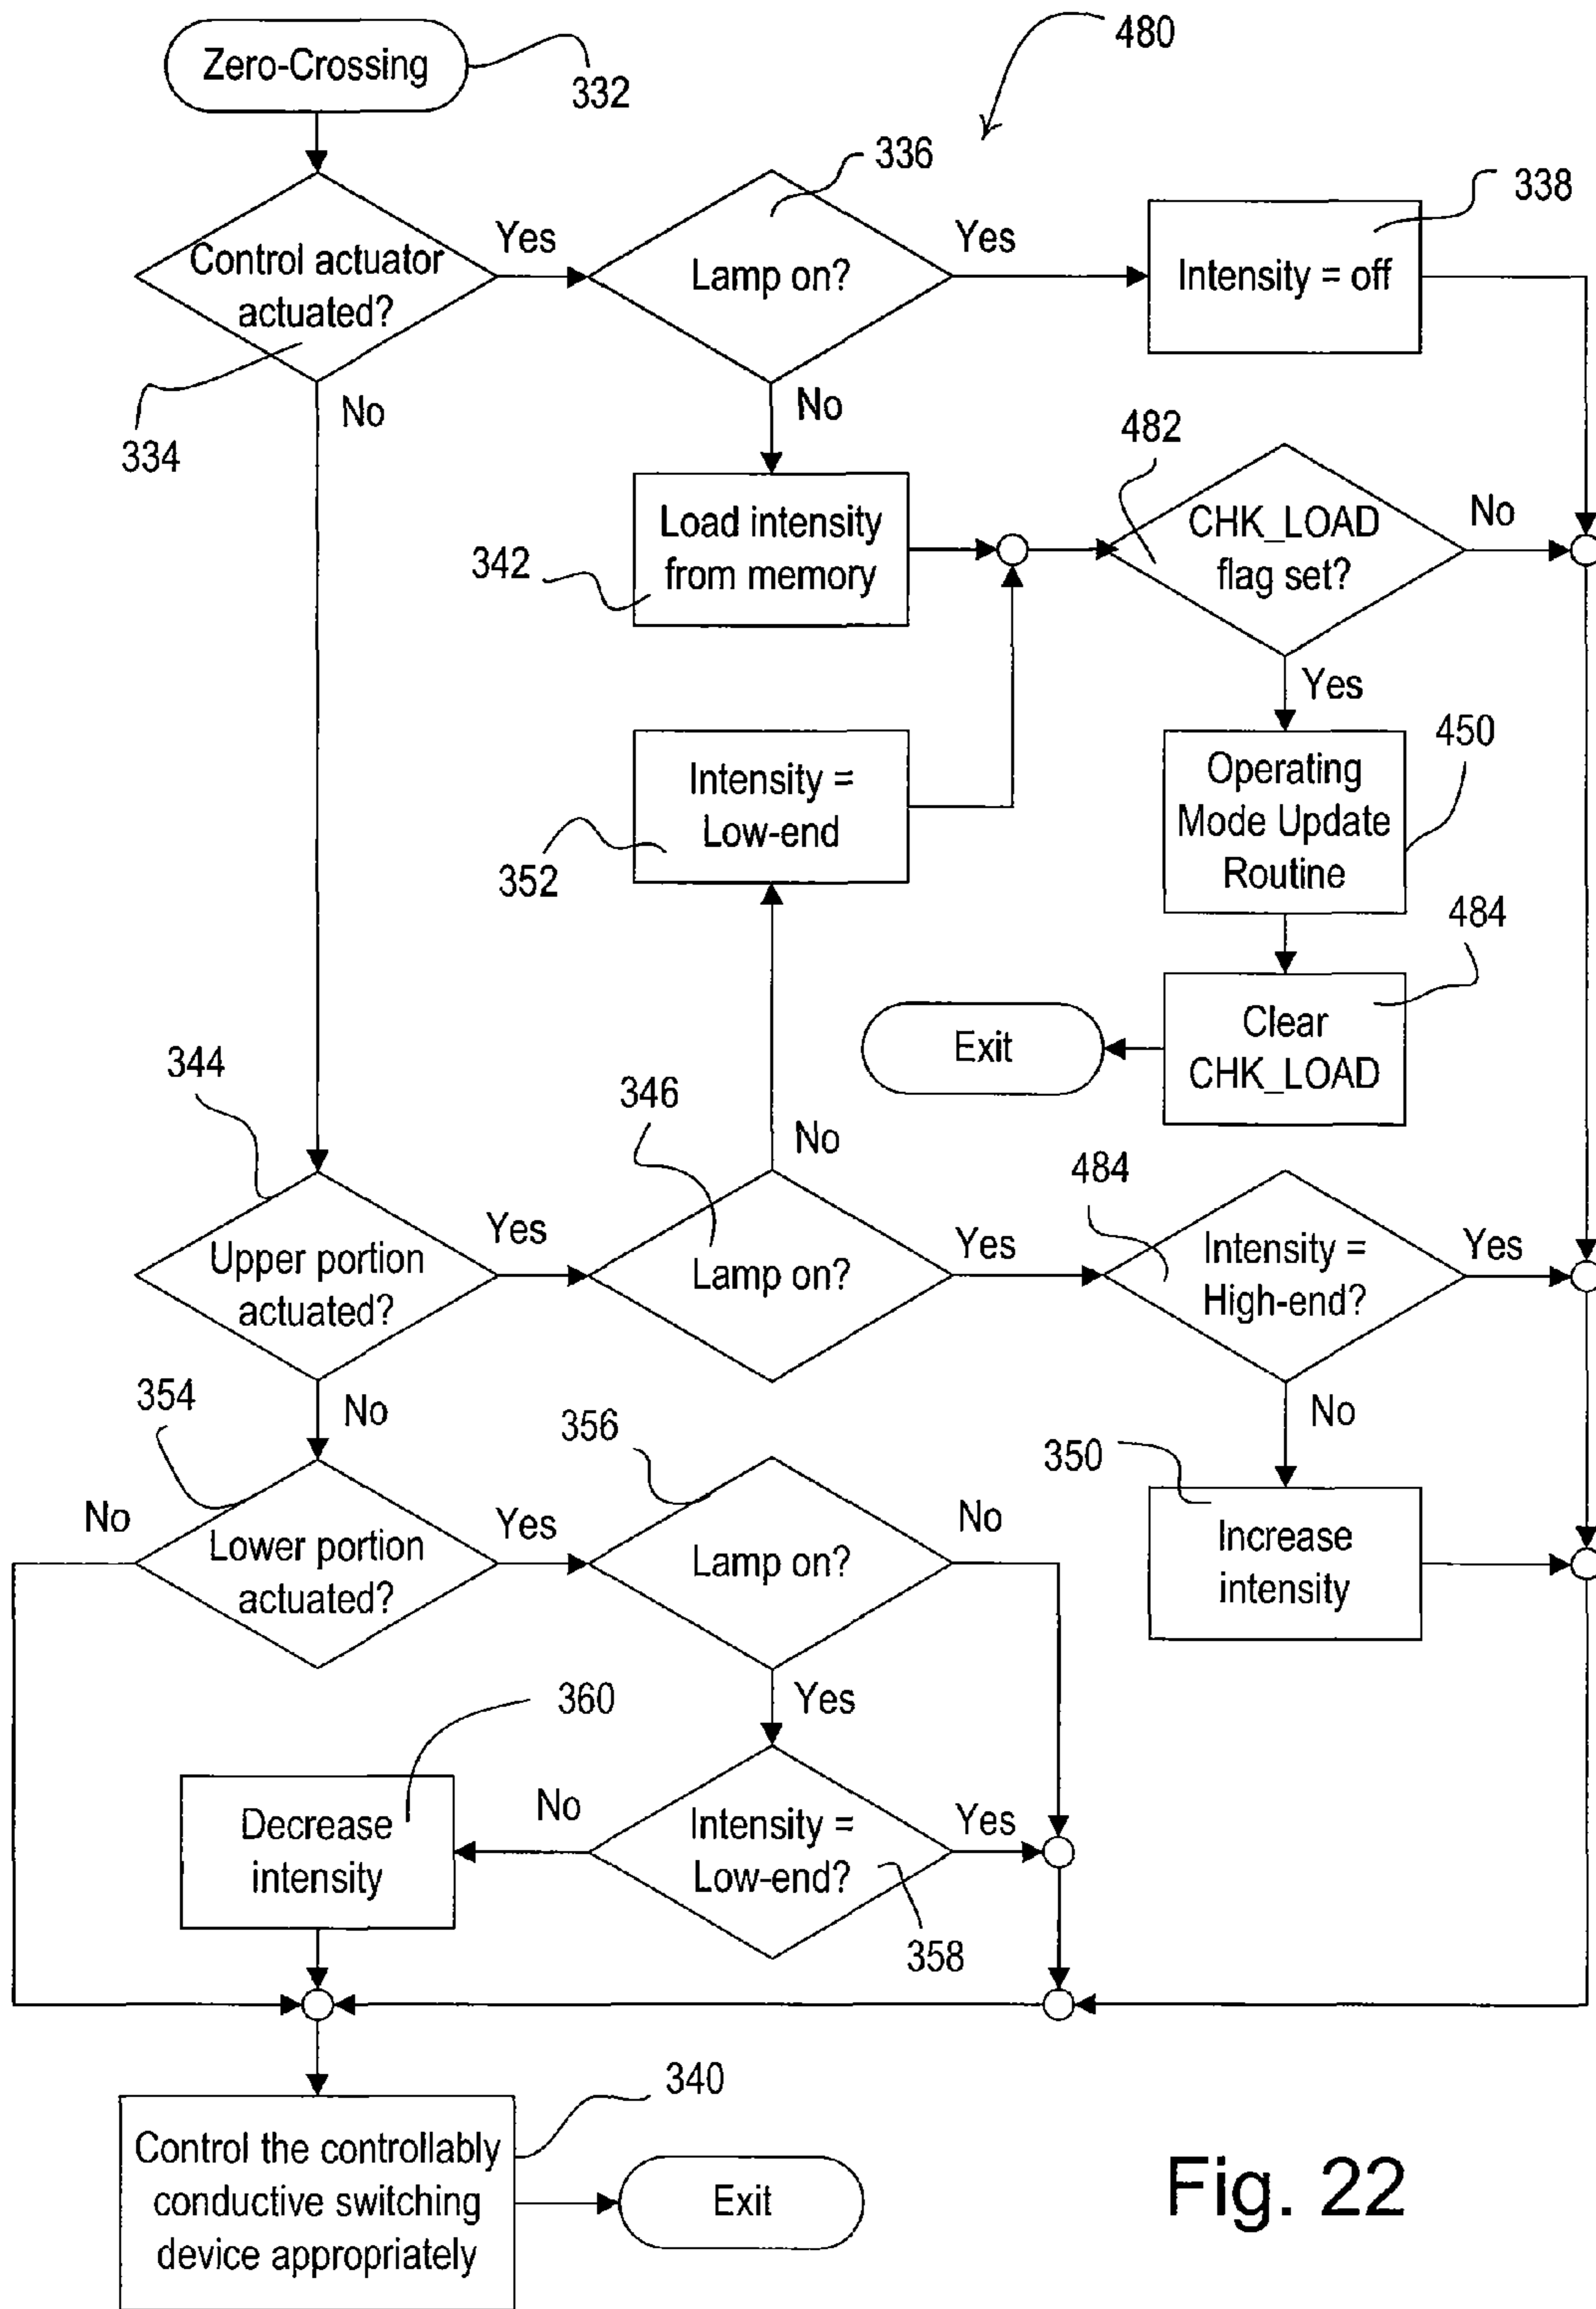 480
Zero-Crossing
332
336
338
Control actuator
actuated?
Yes
Lamp on?
Yes
Intensity = off
334
No
No
482
342
Load intensity
from memory
CHK_LOAD
flag set?
No
Yes
352
Intensity =
Low-end
450
Operating
Mode Update
Routine
484
Exit
Clear
CHK_LOAD
344
346
No
484
Upper portion
actuated?
Yes
Lamp on?
Yes
Intensity =
High-end?
Yes
354
No
356
No
350
No
Lower portion
actuated?
Yes
Lamp on?
No
Increase
intensity
360
Yes
Decrease
intensity
No
Intensity =
Low-end?
Yes
358
340
Control the controllably
conductive switching
device appropriately
Exit
Fig. 22